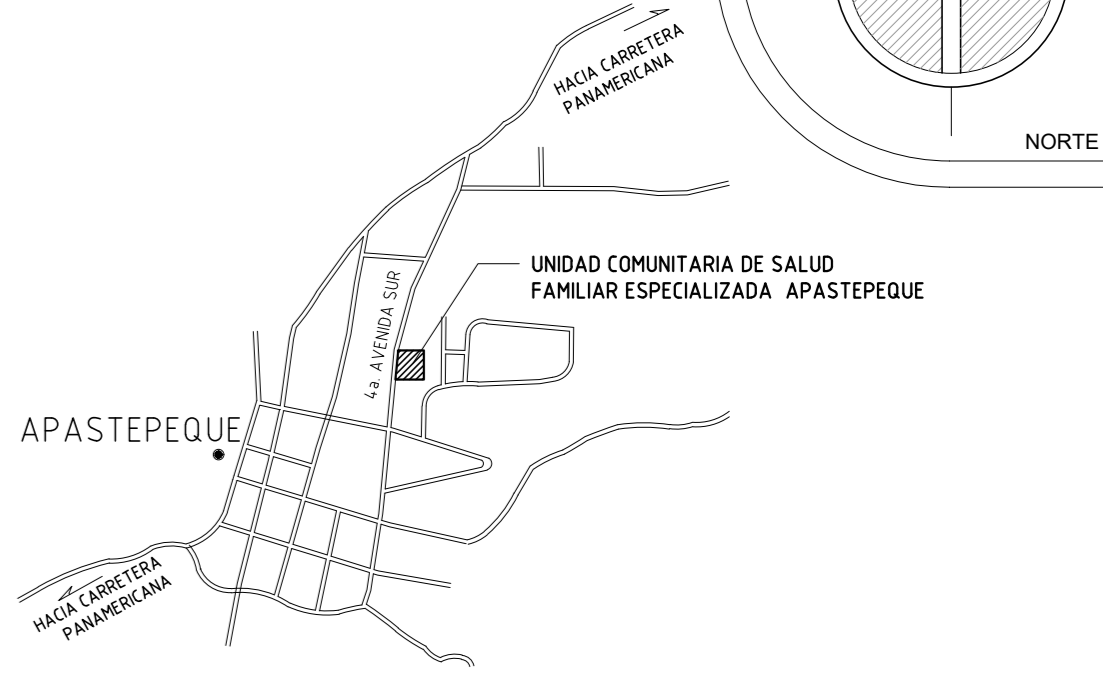 HACIA CARRETERA
PANAMERICANA
NORTE
UNIDAD COMUNITARIA DE SALUD
FAMILIAR ESPECIALIZADA APASTEPEQUE
4a. AVENIDA SUR
APASTEPEQUE
HACIA CARRETERA
PANAMERICANA